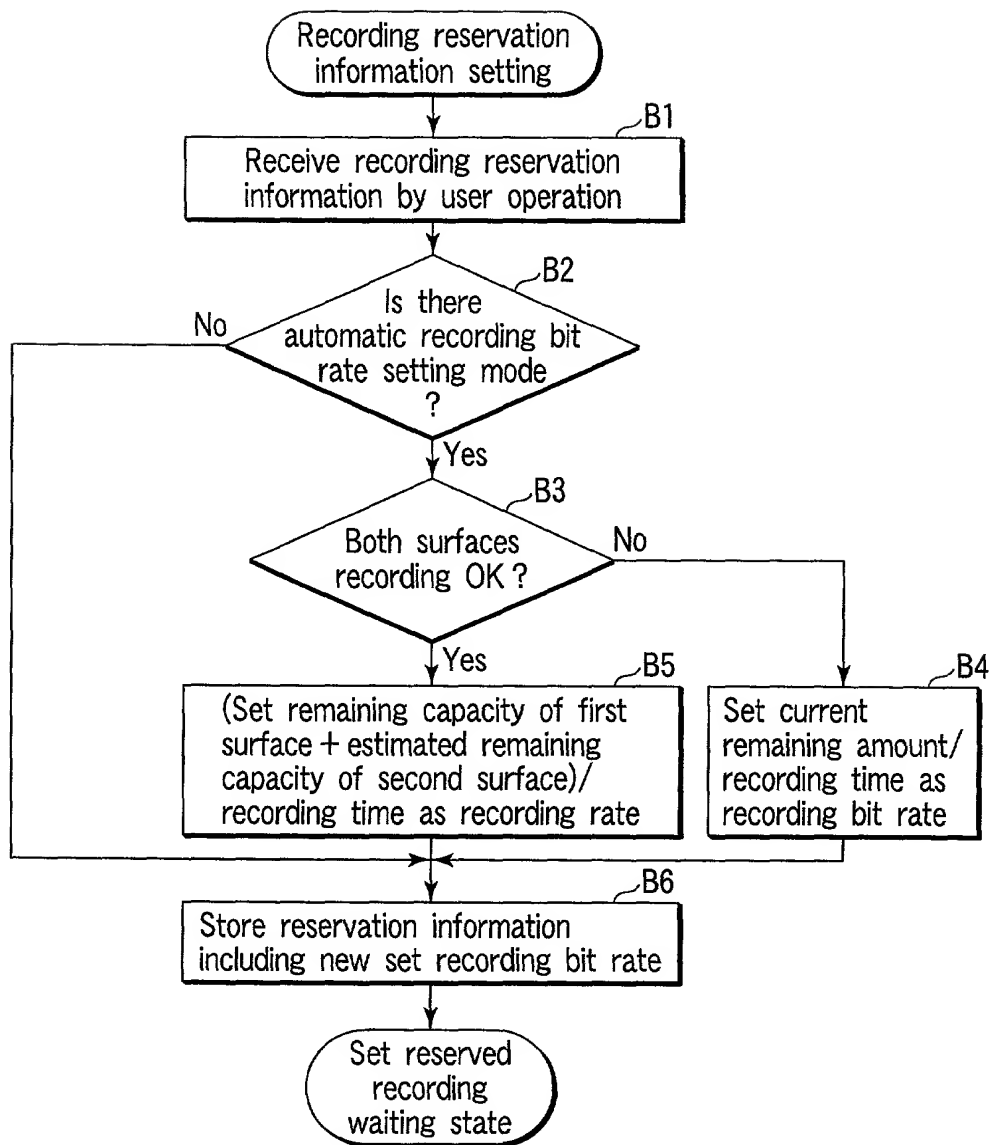 Recording reservation
information setting
B1
Receive recording reservation
information by user operation
B2
Is there
automatic recording bit
rate setting mode
?
No
Yes
B3
Both surfaces
recording OK ?
No
Yes
B5
(Set remaining capacity of first
surface + estimated remaining
capacity of second surface)/
recording time as recording rate
B4
Set current
remaining amount/
recording time as
recording bit rate
B6
Store reservation information
including new set recording bit rate
Set reserved
recording
waiting state